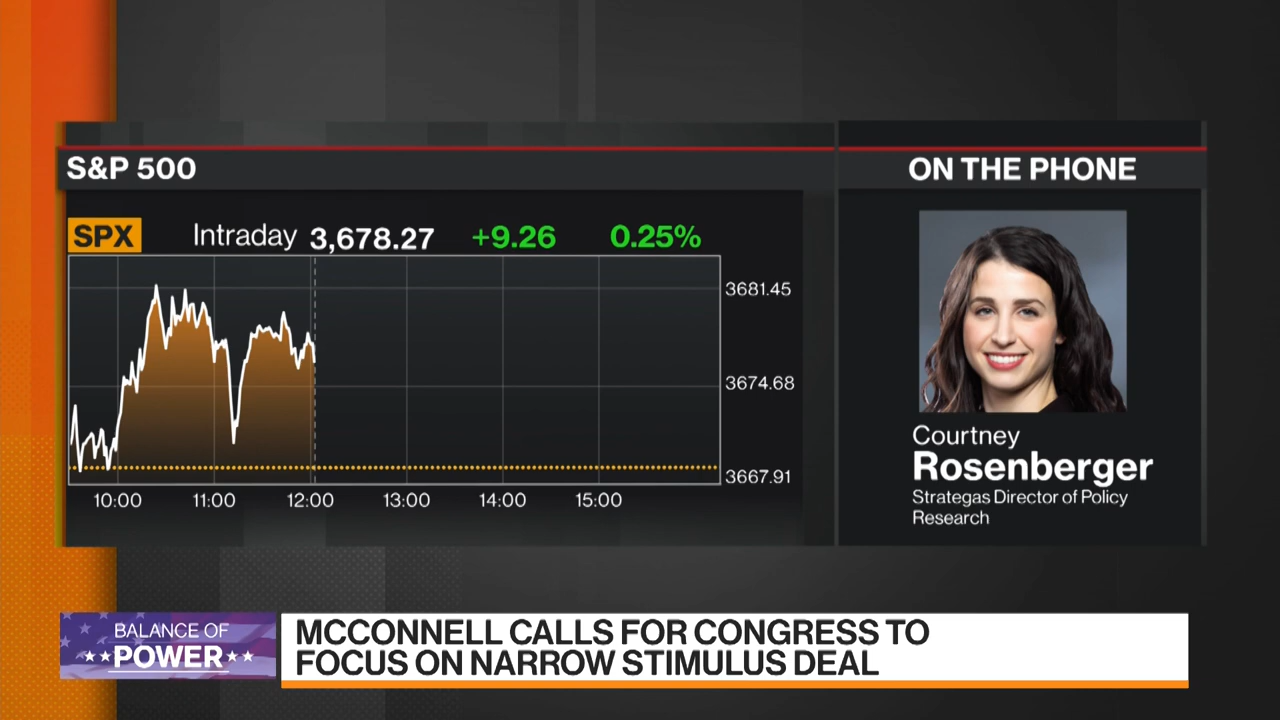 S&P 500
SPX Intraday 3,678.27 +9.26 0.25%
3681.45
3674.68
3667.91
10:00 11:00 12:00 13:00 14:00 15:00
ON THE PHONE
Courtney
Rosenberger
Strategas Director of Policy
Research
BALANCE OF
POWER
MCCONNELL CALLS FOR CONGRESS TO
FOCUS ON NARROW STIMULUS DEAL